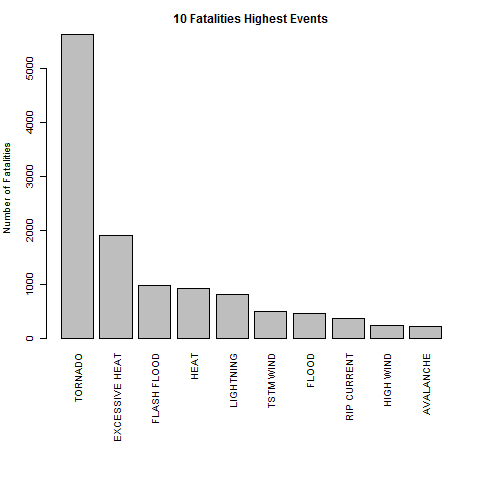 10 Fatalities Highest Events
Number of Fatalities
5000
4000
3000
2000
1000
0
TORNADO
EXCESSIVE HEAT
FLASH FLOOD
HEAT
LIGHTNING
TSTM WIND
FLOOD
RIP CURRENT
HIGH WIND
AVALANCHE